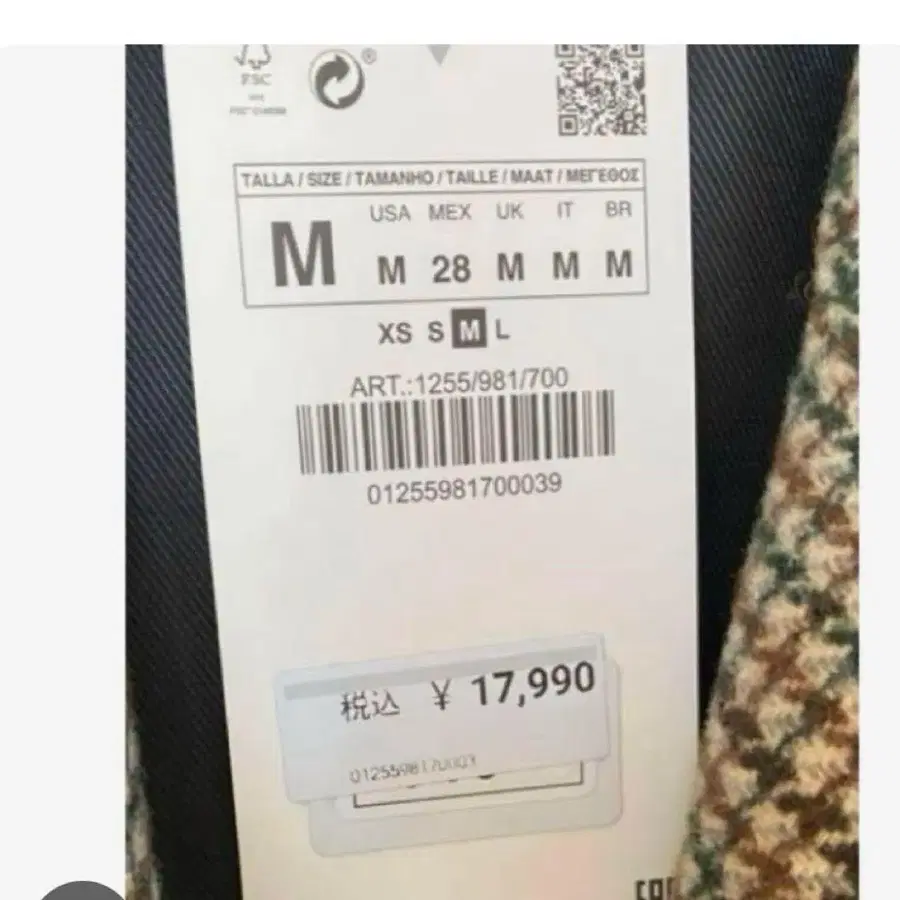 FSC
®
TALLA / SIZE / TAMANHO / TAILLE / MAAT / ΜΕΓΕΘΟΣ
USA MEX UK IT BR
M M 28 M M M
XS S M L
ART.:1255/981/700
01255981700039
税込 ¥ 17,990